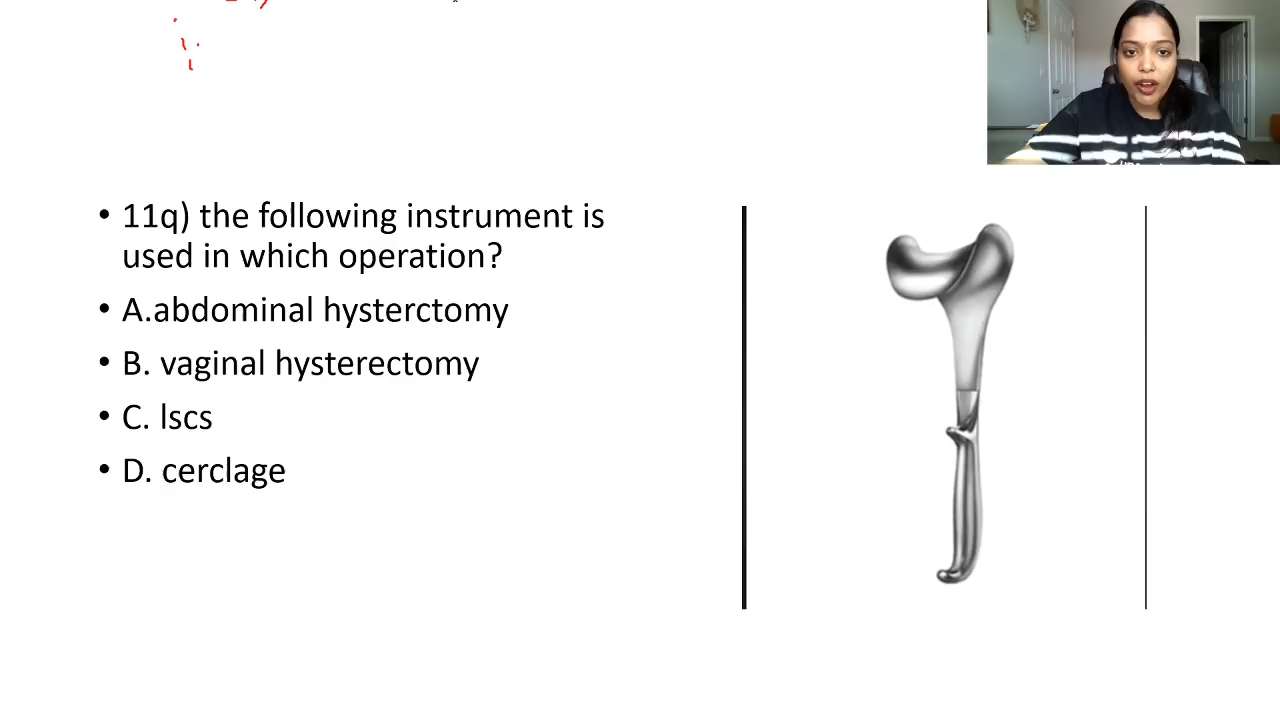 • 11q) the following instrument is
used in which operation?
• A.abdominal hysterctomy
• B. vaginal hysterectomy
• C. lscs
• D. cerclage